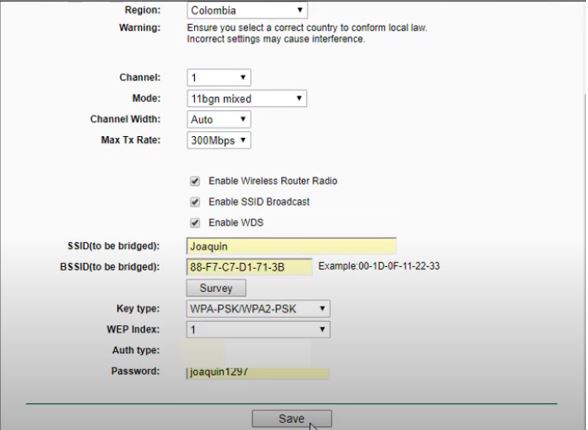 Region: Colombia
Warning: Ensure you select a correct country to conform local law.
Incorrect settings may cause interference.
Channel: 1
Mode: 11bgn mixed
Channel Width: Auto
Max Tx Rate: 300Mbps
Enable Wireless Router Radio
Enable SSID Broadcast
Enable WDS
SSID(to be bridged): Joaquin
BSSID(to be bridged): 88-F7-C7-D1-71-3B Example:00-1D-0F-11-22-33
Survey
Key type: WPA-PSK/WPA2-PSK
WEP Index: 1
Auth type:
Password: joaquin1297
Save